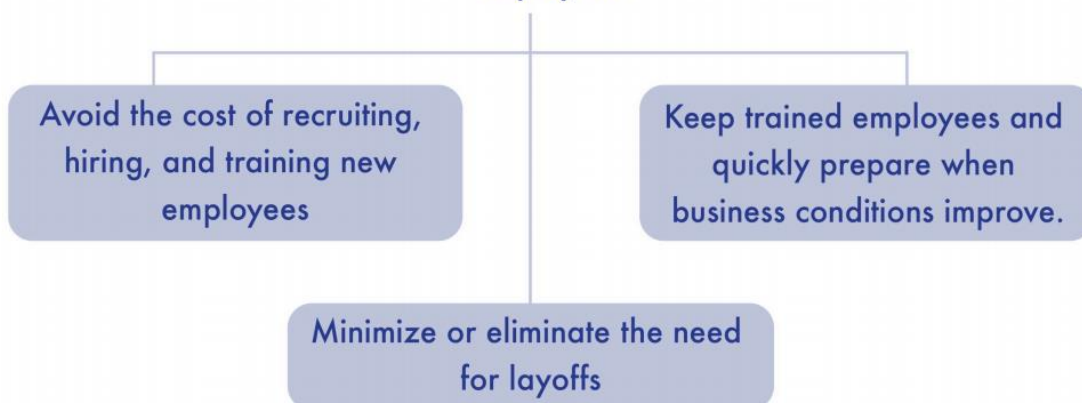 Avoid the cost of recruiting,
hiring, and training new
employees
Keep trained employees and
quickly prepare when
business conditions improve.
Minimize or eliminate the need
for layoffs